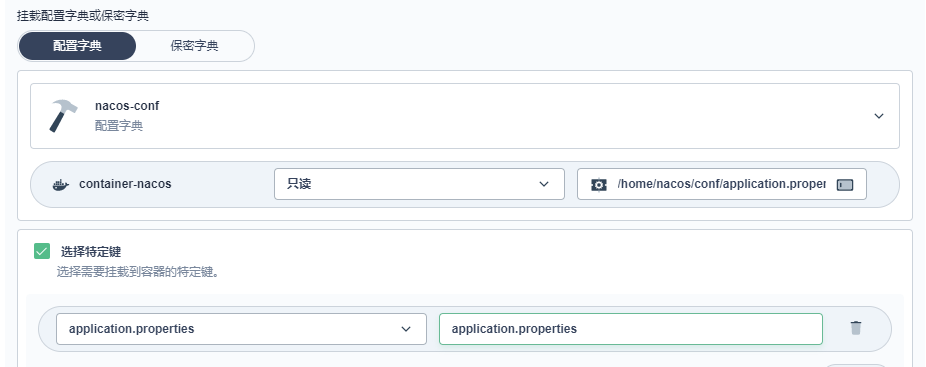 挂载配置字典或保密字典
配置字典 保密字典
nacos-conf
配置字典
container-nacos 只读 /home/nacos/conf/application.proper
选择特定键
选择需要挂载到容器的特定键。
application.properties application.properties